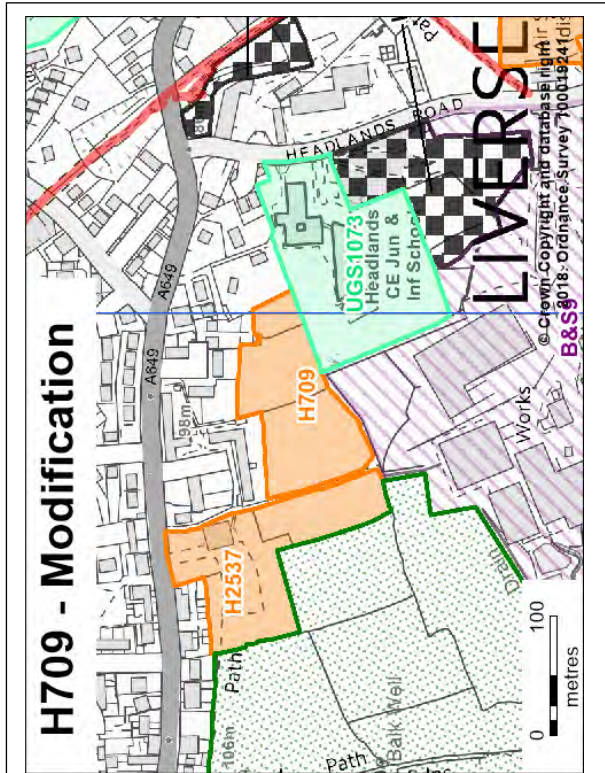 H709 - Modification
A649
A649
98m
HEADLANDS ROAD
UGS1073
Headlands
CE Jun &
Inf School
H709
H2537
Path
106m
Works
Drain
Balk Well
Path
LIVERSE
© Crown Copyright and database right
2018. Ordnance Survey 100019241
B&S9
0
100
metres